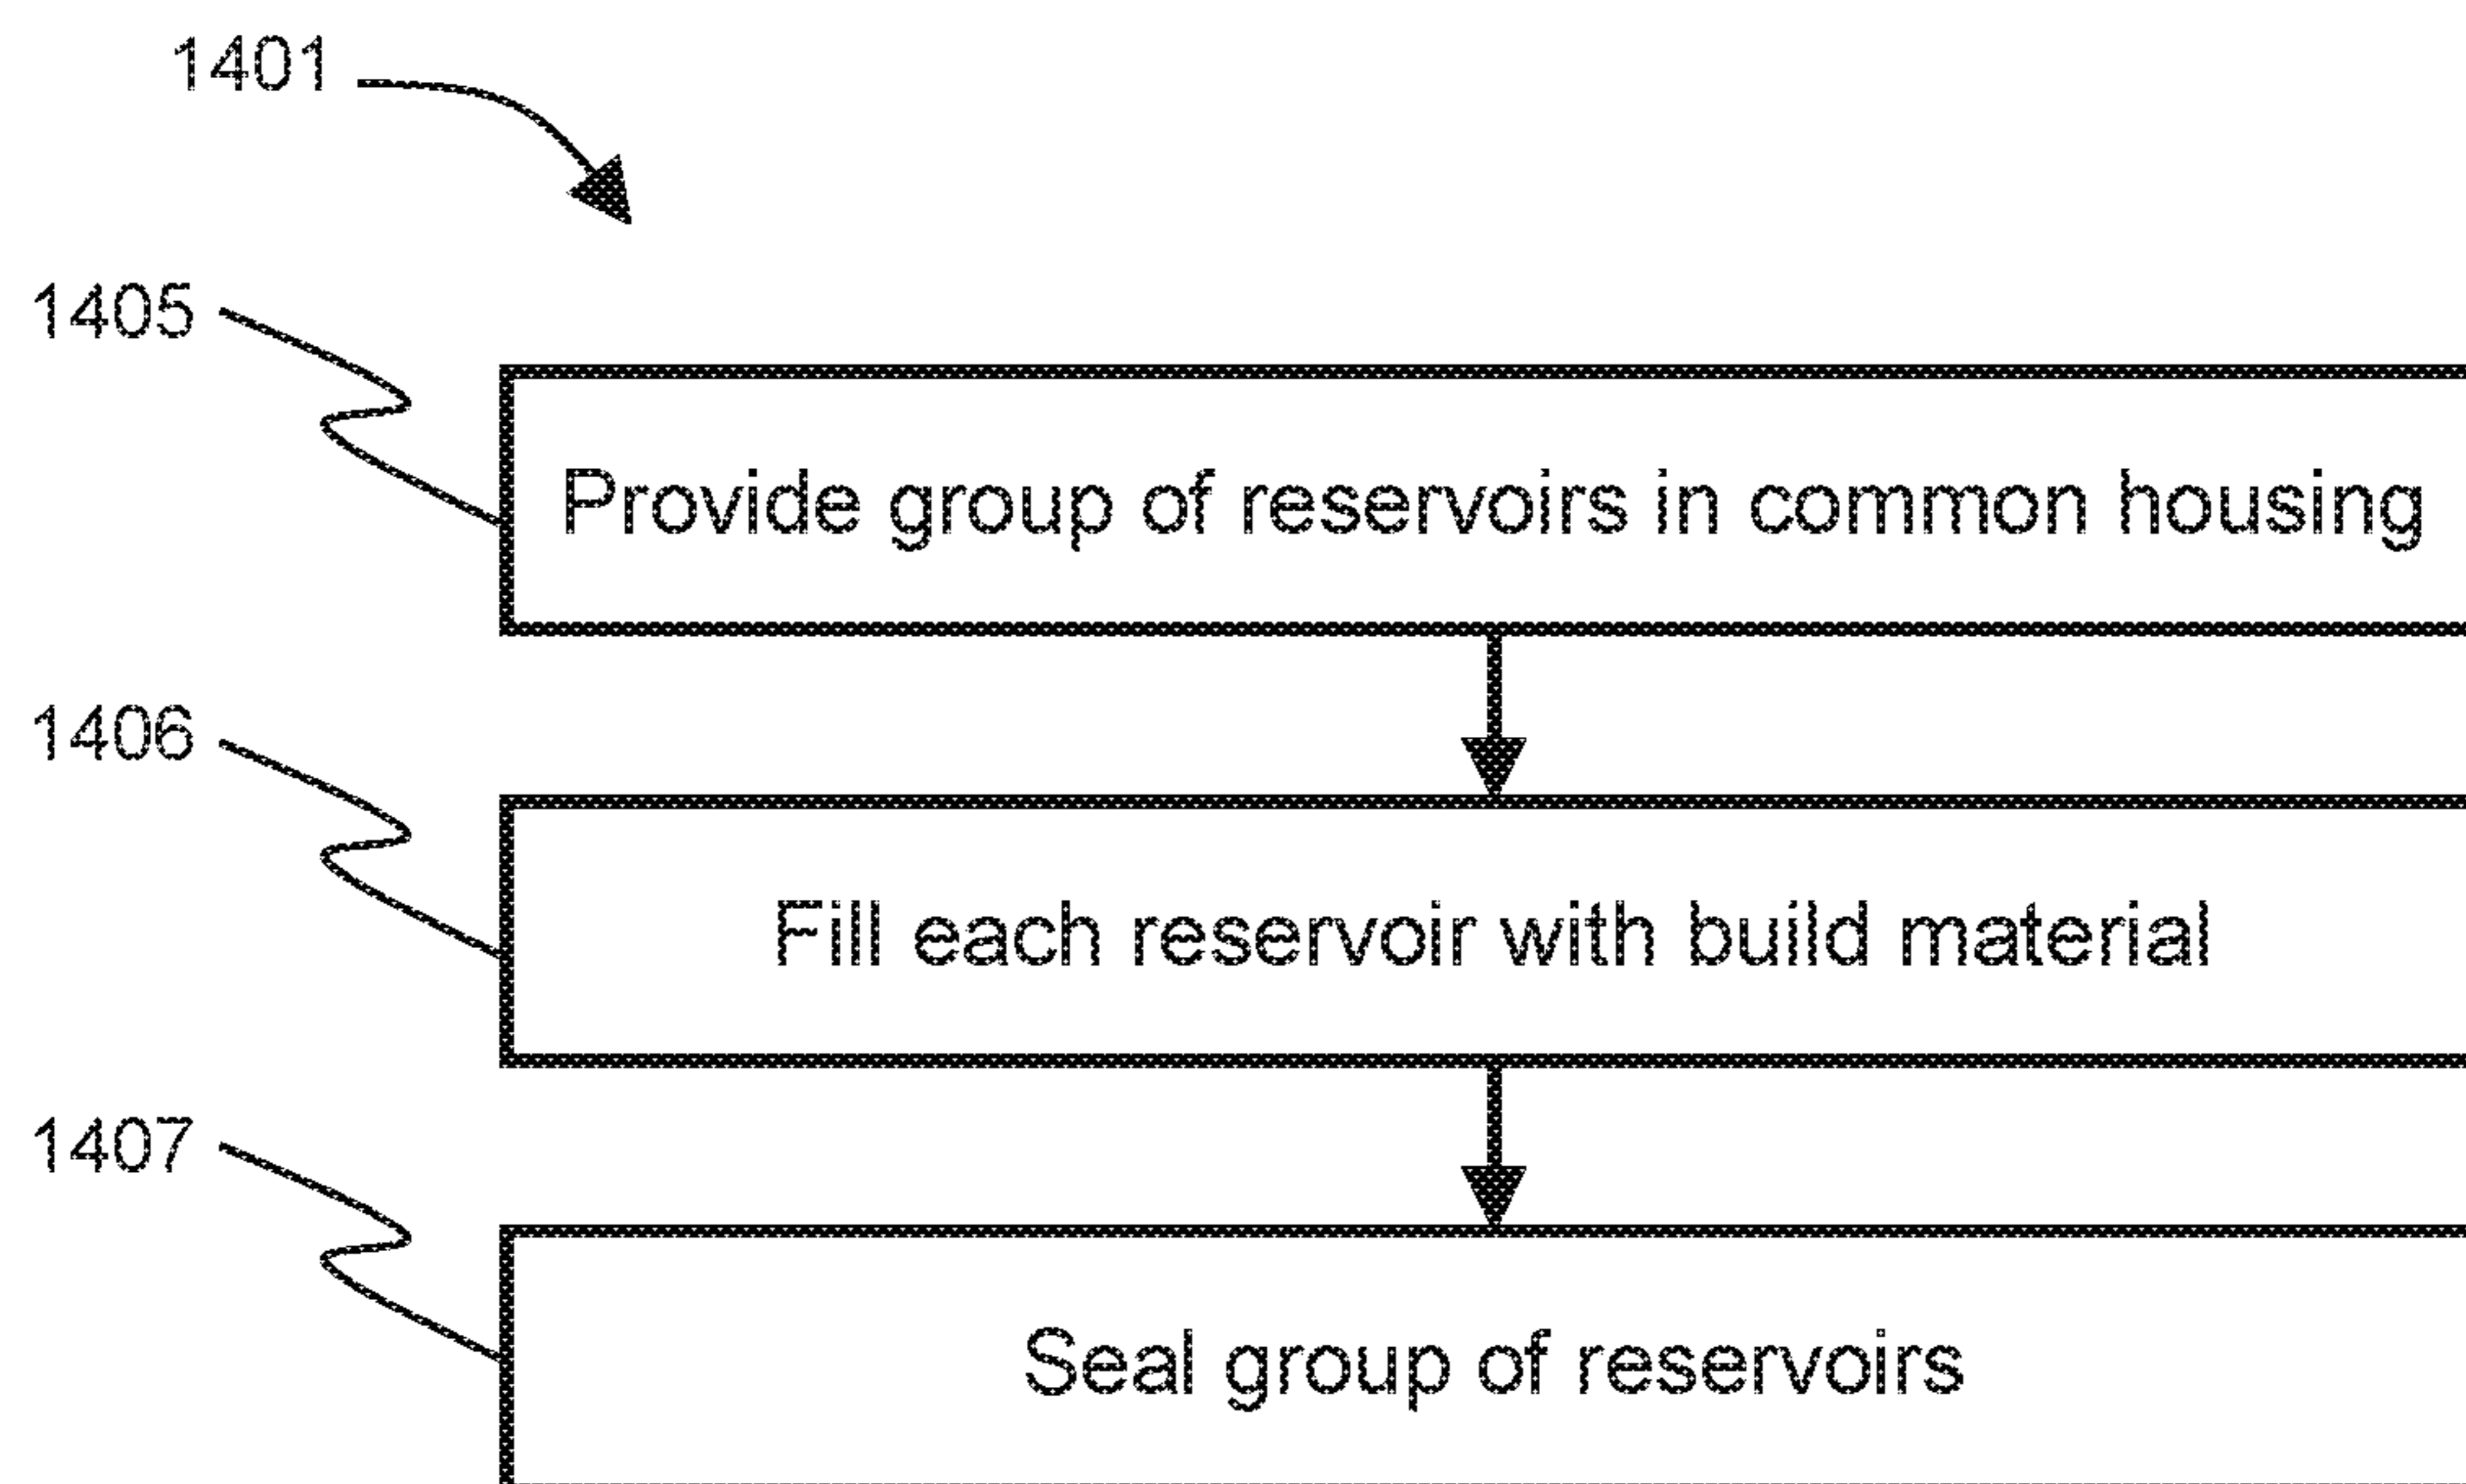 1401
1405
Provide group of reservoirs in common housing
1406
Fill each reservoir with build material
1407
Seal group of reservoirs